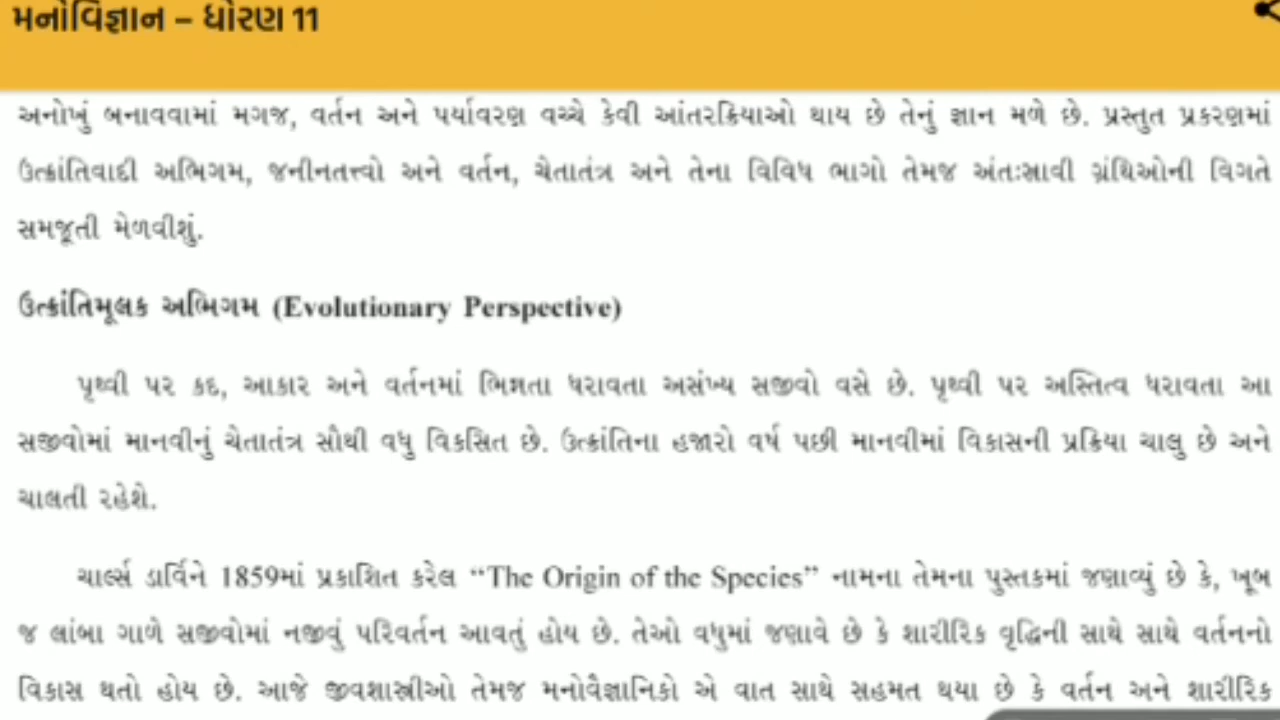 મનોવિજ્ઞાન – ધોરણ 11
અનોખું બનાવવામાં મગજ, વર્તન અને પર્યાવરણ વચ્ચે કેવી આંતરક્રિયાઓ થાય છે તેનું જ્ઞાન મળે છે. પ્રસ્તુત પ્રકરણમાં
ઉત્ક્રાંતિવાદી અભિગમ, જનીનતત્ત્વો અને વર્તન, ચેતાતંત્ર અને તેના વિવિધ ભાગો તેમજ અંતઃસ્રાવી ગ્રંથિઓની વિગતે
સમજૂતી મેળવીશું.
ઉત્ક્રાંતિમૂલક અભિગમ (Evolutionary Perspective)
પૃથ્વી પર કદ, આકાર અને વર્તનમાં ભિન્નતા ધરાવતા અસંખ્ય સજીવો વસે છે. પૃથ્વી પર અસ્તિત્વ ધરાવતા આ
સજીવોમાં માનવીનું ચેતાતંત્ર સૌથી વધુ વિકસિત છે. ઉત્ક્રાંતિના હજારો વર્ષ પછી માનવીમાં વિકાસની પ્રક્રિયા ચાલુ છે અને
ચાલતી રહેશે.
ચાર્લ્સ ડાર્વિને 1859માં પ્રકાશિત કરેલ “The Origin of the Species” નામના તેમના પુસ્તકમાં જણાવ્યું છે કે, ખૂબ
જ લાંબા ગાળે સજીવોમાં નજીવું પરિવર્તન આવતું હોય છે. તેઓ વધુમાં જણાવે છે કે શારીરિક વૃદ્ધિની સાથે સાથે વર્તનનો
વિકાસ થતો હોય છે. આજે જીવશાસ્ત્રીઓ તેમજ મનોવૈજ્ઞાનિકો એ વાત સાથે સહમત થયા છે કે વર્તન અને શારીરિક